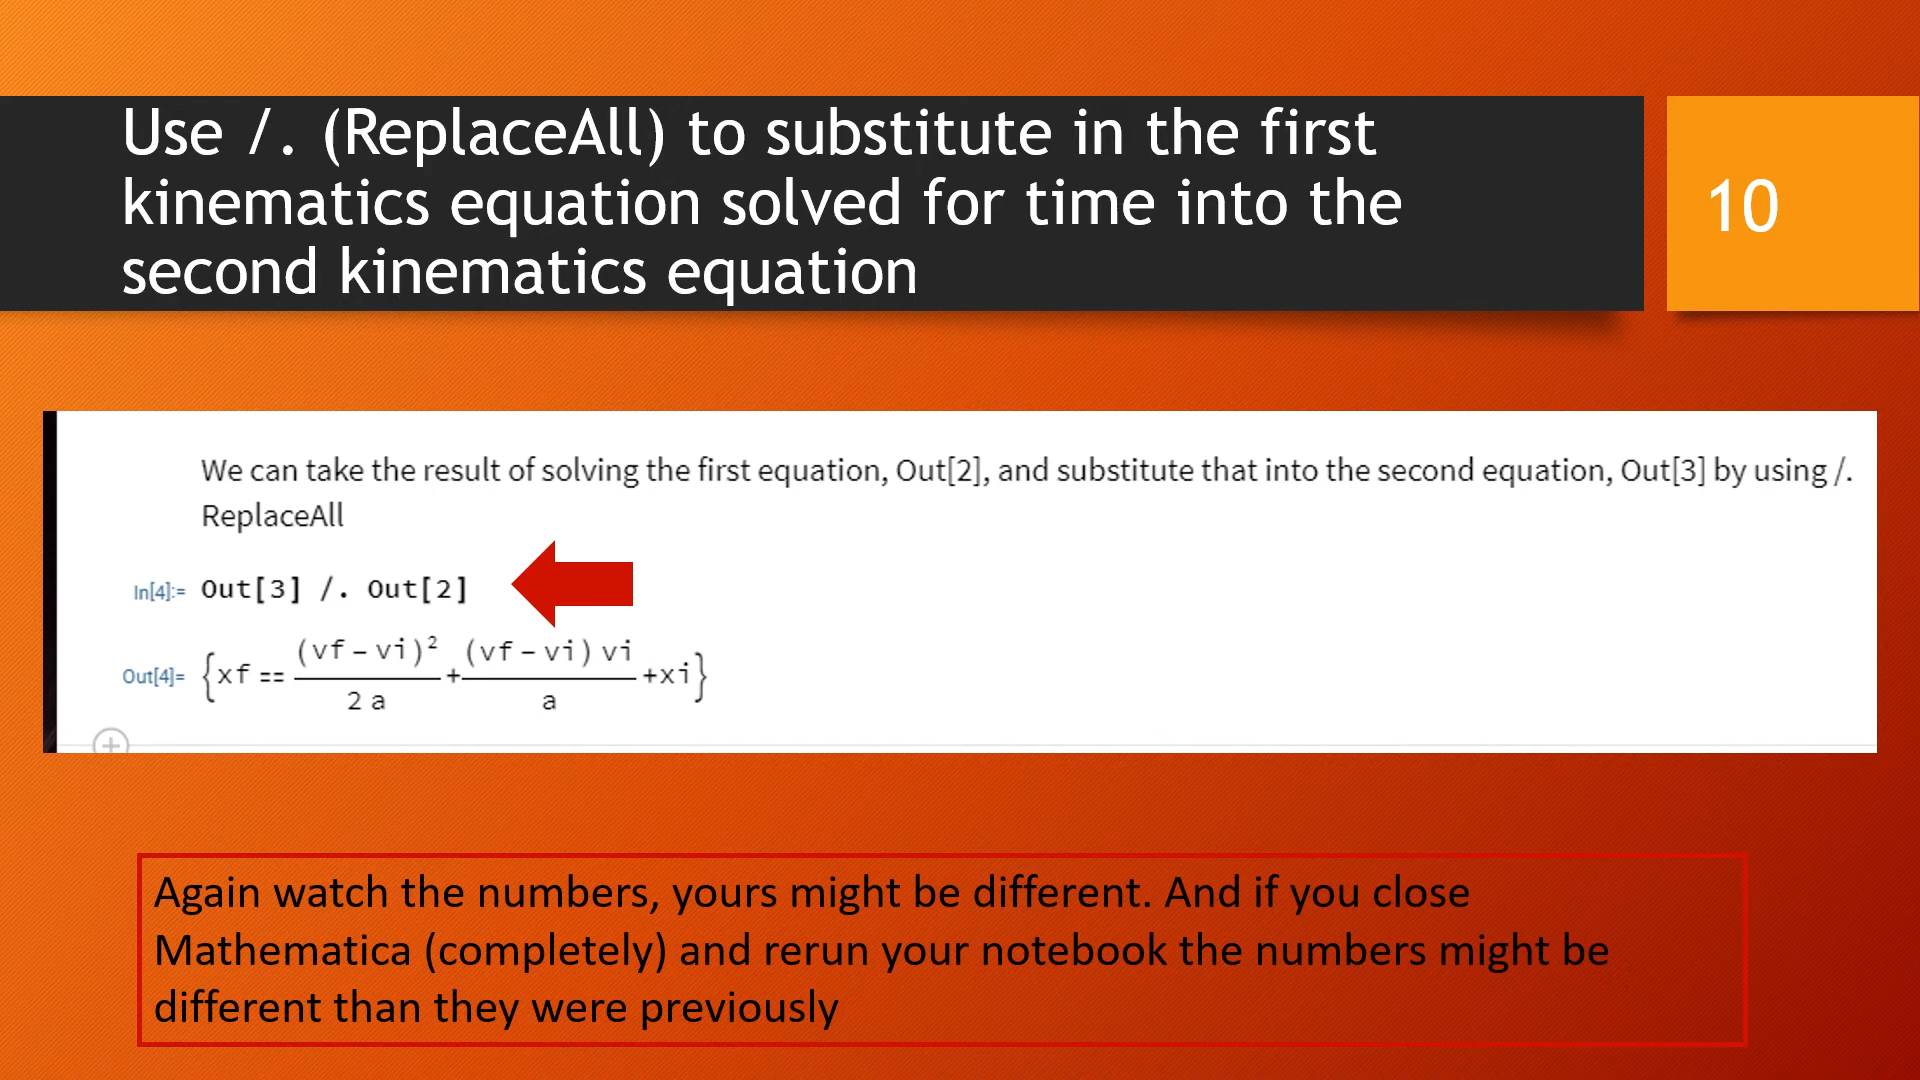 Use /. (ReplaceAll) to substitute in the first
kinematics equation solved for time into the
second kinematics equation
10
We can take the result of solving the first equation, Out[2], and substitute that into the second equation, Out[3] by using /.
ReplaceAll
In[4]:= Out[3] /. Out[2]
Out[4]= {xf == (vf - vi)² / 2 a + (vf - vi) vi / a + xi}
Again watch the numbers, yours might be different. And if you close
Mathematica (completely) and rerun your notebook the numbers might be
different than they were previously